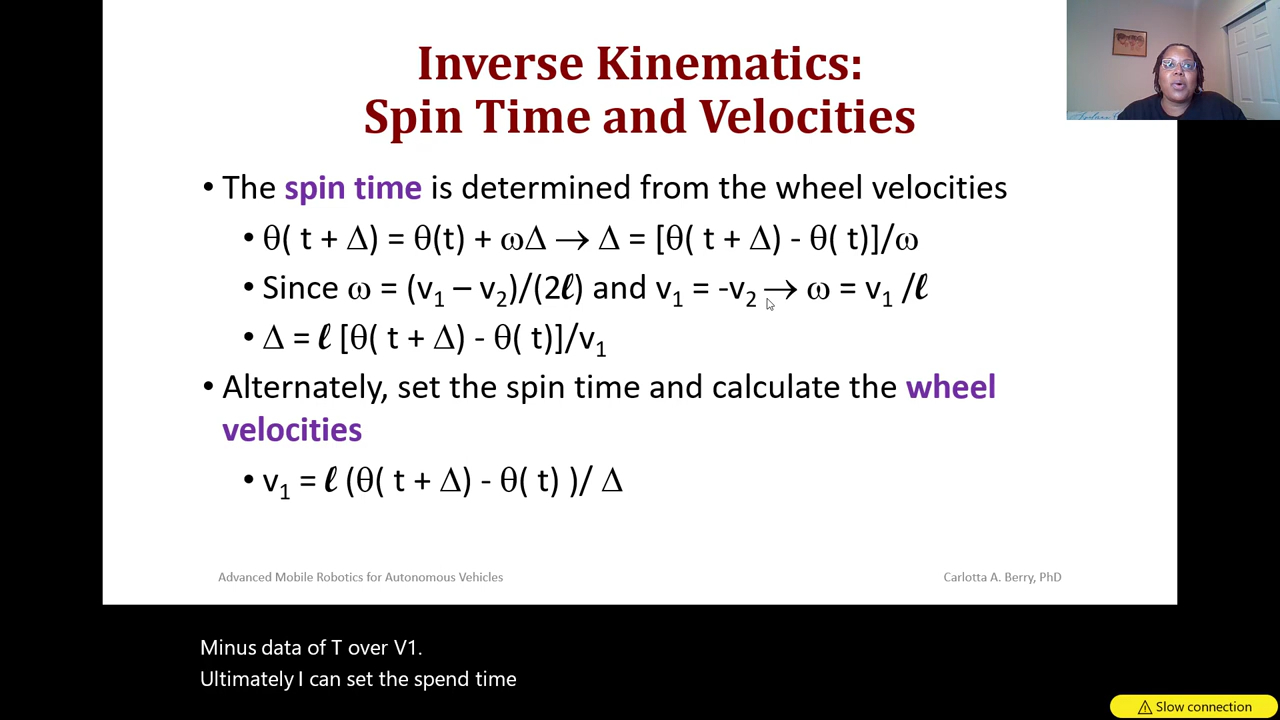 Inverse Kinematics:
Spin Time and Velocities
• The spin time is determined from the wheel velocities
• θ( t + Δ) = θ(t) + ωΔ → Δ = [θ( t + Δ) - θ( t)]/ω
• Since ω = (v₁ – v₂)/(2ℓ) and v₁ = -v₂ → ω = v₁ /ℓ
• Δ = ℓ [θ( t + Δ) - θ( t)]/v₁
• Alternately, set the spin time and calculate the wheel
velocities
• v₁ = ℓ (θ( t + Δ) - θ( t) )/ Δ
Advanced Mobile Robotics for Autonomous Vehicles
Carlotta A. Berry, PhD
Minus data of T over V1.
Ultimately I can set the spend time
Slow connection